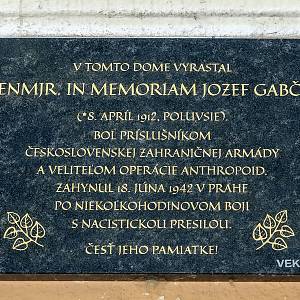 V TOMTO DOME VYRASTAL
ENMJR. IN MEMORIAM JOZEF GABČ
(*8. APRÍL 1912, POLUVSIE).
BOL PRÍSLUŠNÍKOM
ČESKOSLOVENSKEJ ZAHRANIČNEJ ARMÁDY
A VELITEĽOM OPERÁCIE ANTHROPOID.
ZAHYNUL 18. JÚNA 1942 V PRAHE
PO NIEKOĽKOHODINOVOM BOJI
S NACISTICKOU PRESILOU.
ČESŤ JEHO PAMIATKE!
VEK